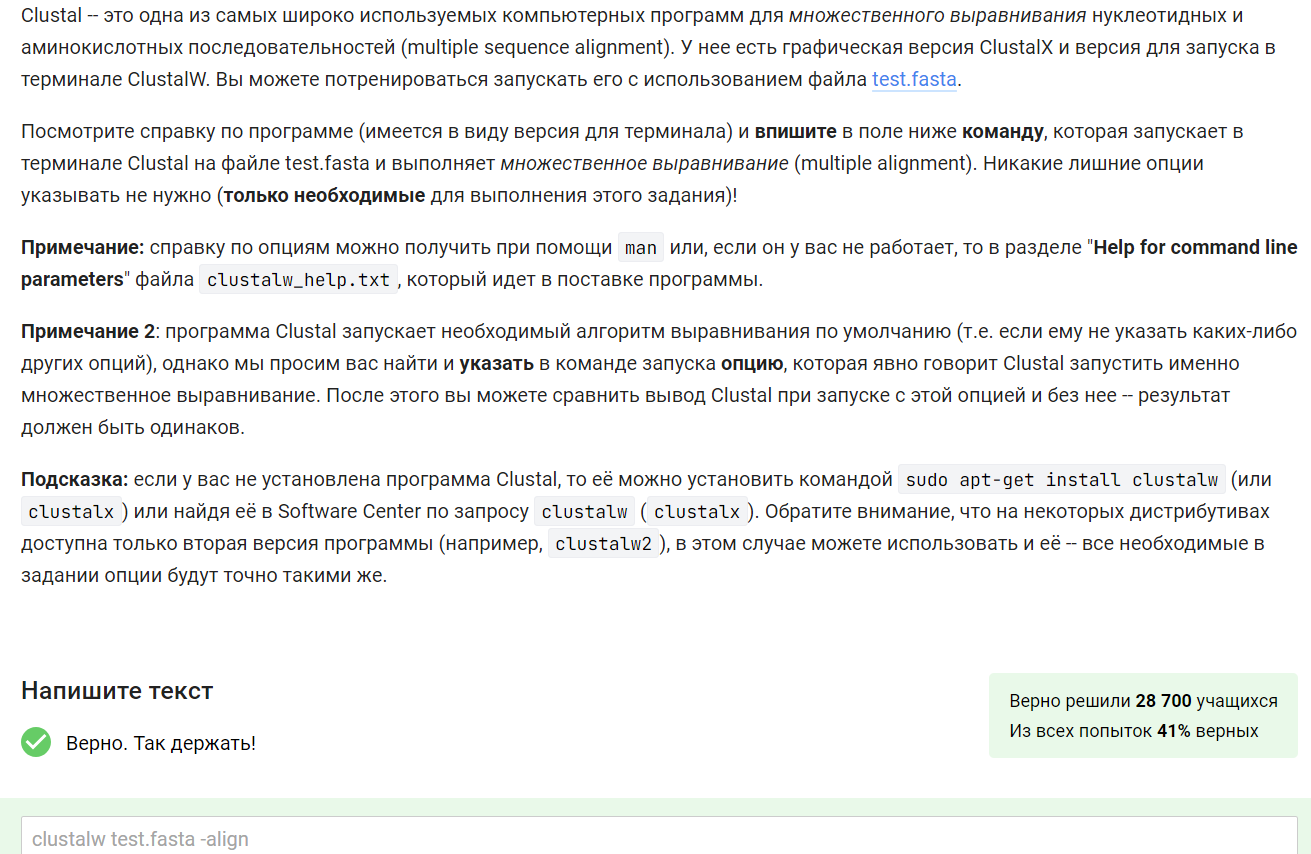 Clustal -- это одна из самых широко используемых компьютерных программ для множественного выравнивания нуклеотидных и
аминокислотных последовательностей (multiple sequence alignment). У нее есть графическая версия ClustalX и версия для запуска в
терминале ClustalW. Вы можете потренироваться запускать его с использованием файла test.fasta.
Посмотрите справку по программе (имеется в виду версия для терминала) и впишите в поле ниже команду, которая запускает в
терминале Clustal на файле test.fasta и выполняет множественное выравнивание (multiple alignment). Никакие лишние опции
указывать не нужно (только необходимые для выполнения этого задания)!
Примечание: справку по опциям можно получить при помощи man или, если он у вас не работает, то в разделе "Help for command line
parameters" файла clustalw_help.txt, который идет в поставке программы.
Примечание 2: программа Clustal запускает необходимый алгоритм выравнивания по умолчанию (т.е. если ему не указать каких-либо
других опций), однако мы просим вас найти и указать в команде запуска опцию, которая явно говорит Clustal запустить именно
множественное выравнивание. После этого вы можете сравнить вывод Clustal при запуске с этой опцией и без нее -- результат
должен быть одинаков.
Подсказка: если у вас не установлена программа Clustal, то её можно установить командой sudo apt-get install clustalw (или
clustalx) или найдя её в Software Center по запросу clustalw (clustalx). Обратите внимание, что на некоторых дистрибутивах
доступна только вторая версия программы (например, clustalw2), в этом случае можете использовать и её -- все необходимые в
задании опции будут точно такими же.
Напишите текст
Верно решили 28 700 учащихся
Из всех попыток 41% верных
Верно. Так держать!
clustalw test.fasta -align